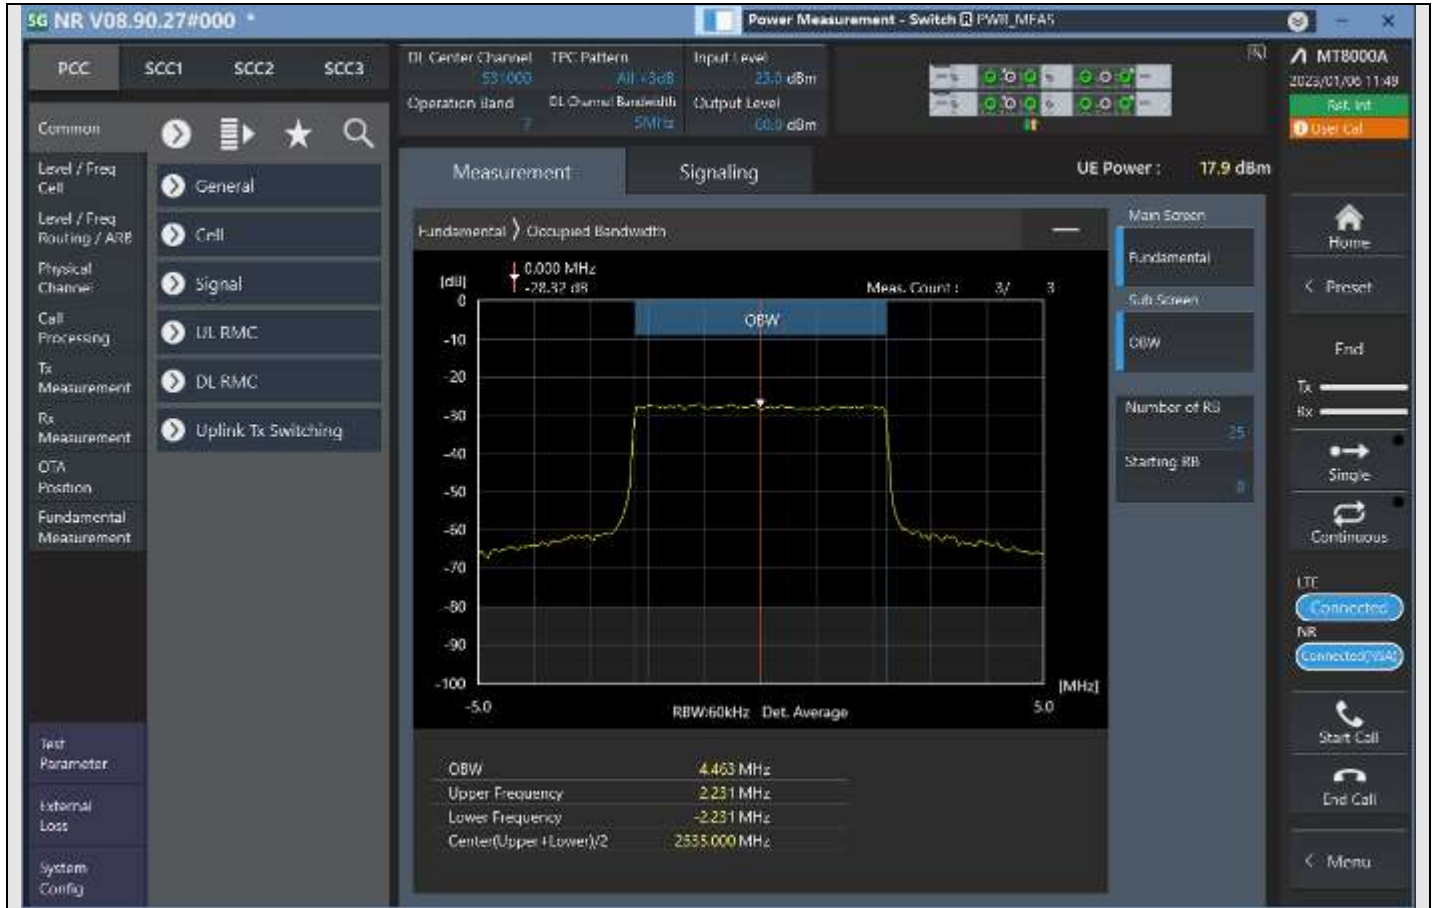 SG NR V08.90.27#000 *
Power Measurement - Switch R PWR_MEAS
PCC SCC1 SCC2 SCC3
DL Center Channel TPC Pattern Input Level
531000 All +3dB 23.0 dBm
Operation Band DL Channel Bandwidth Output Level
7 5MHz dBm
MT8000A
2023/01/06 11:49
Ref. Int
User Cal
Common
Level / Freq
Cell
Level / Freq
Routing / ARB
Physical
Channel
Call
Processing
Tx
Measurement
Rx
Measurement
OTA
Position
Fundamental
Measurement
Test
Parameter
External
Loss
System
Config
General
Cell
Signal
UL RMC
DL RMC
Uplink Tx Switching
Measurement Signaling
UE Power : 17.9 dBm
Fundamental > Occupied Bandwidth
[dB]
0.000 MHz
-28.32 dB
Meas. Count : 3/ 3
OBW
0
-10
-20
-30
-40
-50
-60
-70
-80
-90
-100
-5.0
RBW:60kHz Det. Average
5.0
[MHz]
OBW 4.463 MHz
Upper Frequency 2.231 MHz
Lower Frequency -2.231 MHz
Center(Upper+Lower)/2 2535.000 MHz
Main Screen
Fundamental
Sub Screen
OBW
Number of RB
25
Starting RB
0
Home
< Preset
End
Tx
Rx
Single
Continuous
LTE
Connected
NR
Connected(NSA)
Start Call
End Call
< Menu